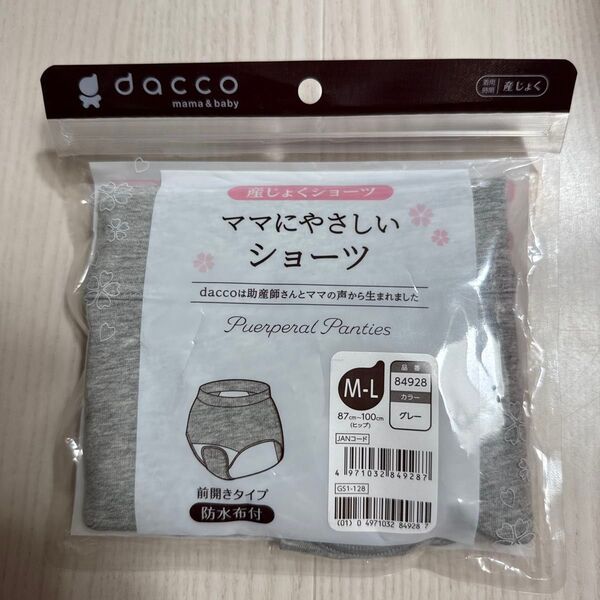 dacco
mama & baby
着用時期 産じょく
産じょくショーツ
ママにやさしい
ショーツ
daccoは助産師さんとママの声から生まれました
Puerperal Panties
前開きタイプ
防水布付
M-L
87cm～100cm
(ヒップ)
品番
84928
カラー
グレー
JANコード
4 971032 849287
GS1-128
(01) 0 4971032 84928 7